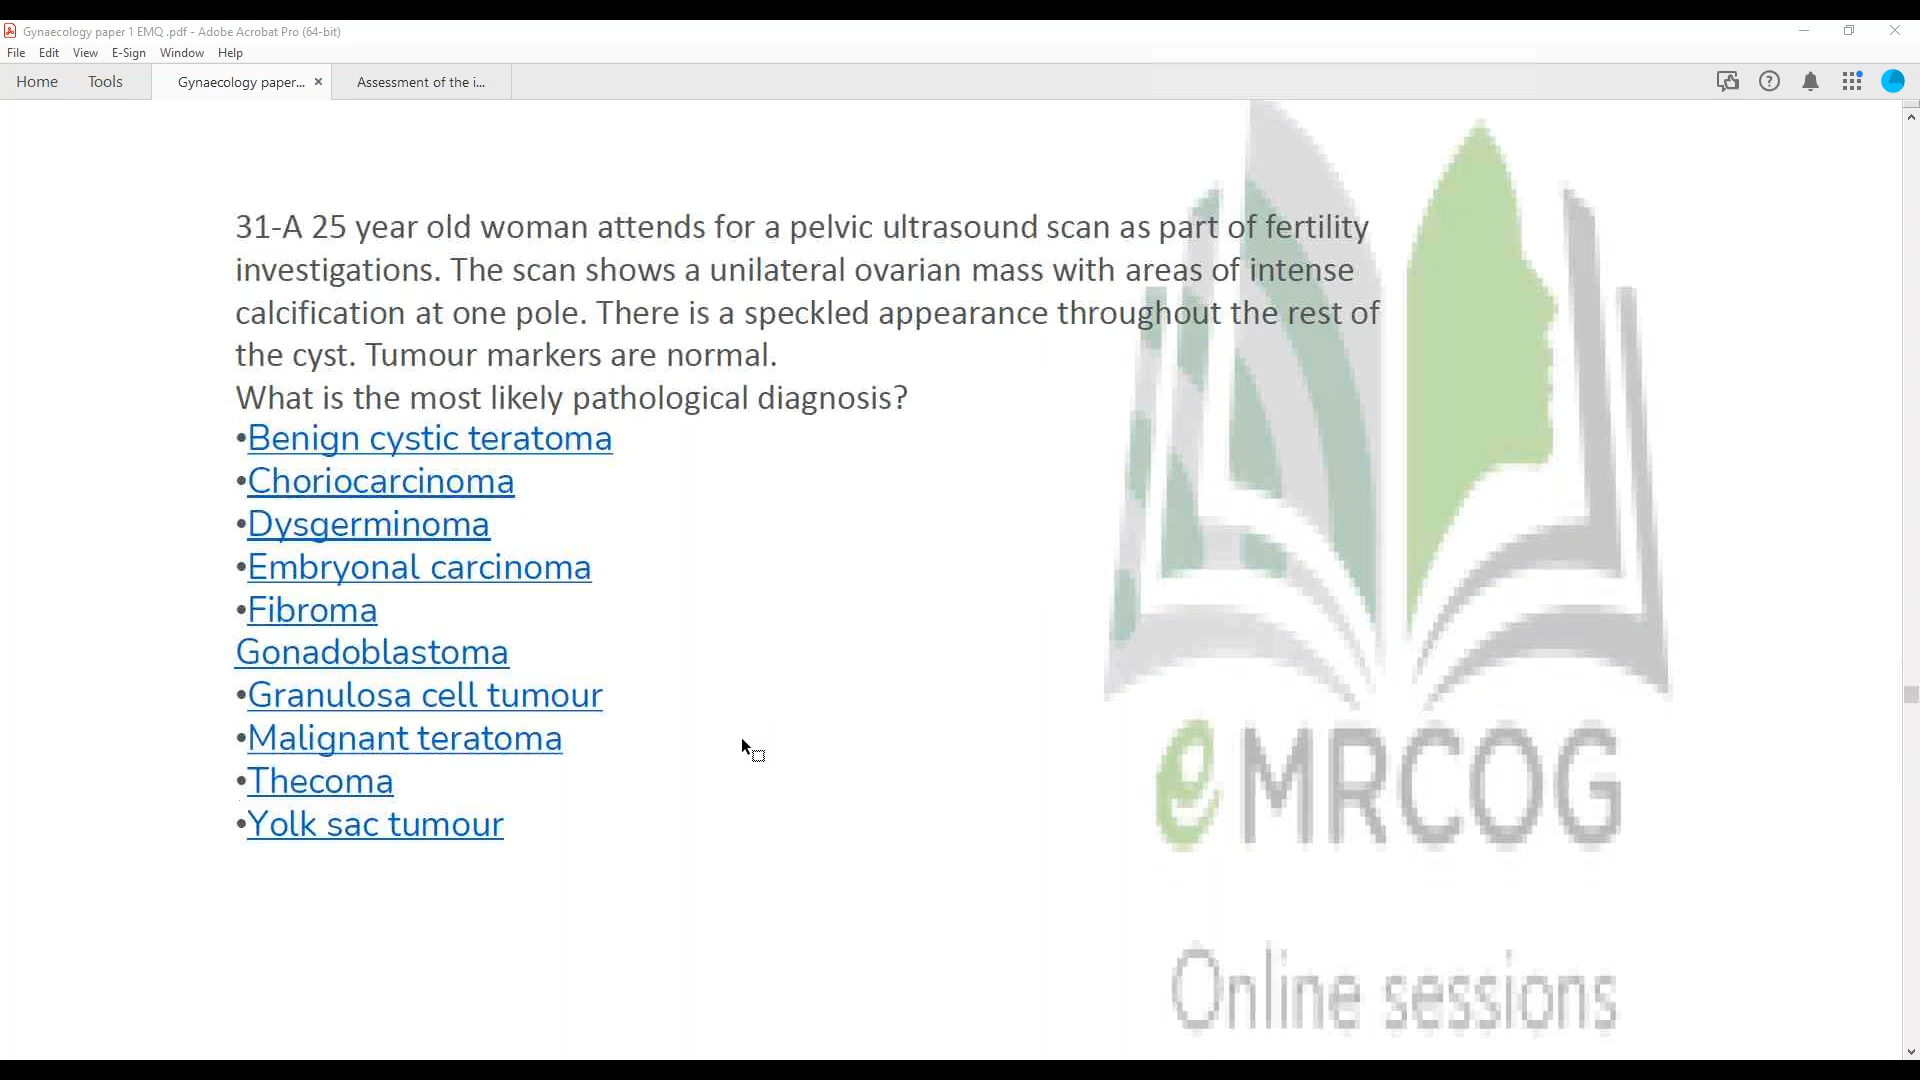 Gynaecology paper 1 EMQ .pdf - Adobe Acrobat Pro (64-bit)
File Edit View E-Sign Window Help
Home Tools Gynaecology paper... × Assessment of the i...
31-A 25 year old woman attends for a pelvic ultrasound scan as part of fertility
investigations. The scan shows a unilateral ovarian mass with areas of intense
calcification at one pole. There is a speckled appearance throughout the rest of
the cyst. Tumour markers are normal.
What is the most likely pathological diagnosis?
•Benign cystic teratoma
•Choriocarcinoma
•Dysgerminoma
•Embryonal carcinoma
•Fibroma
Gonadoblastoma
•Granulosa cell tumour
•Malignant teratoma
•Thecoma
•Yolk sac tumour
eMRCOG
Online sessions